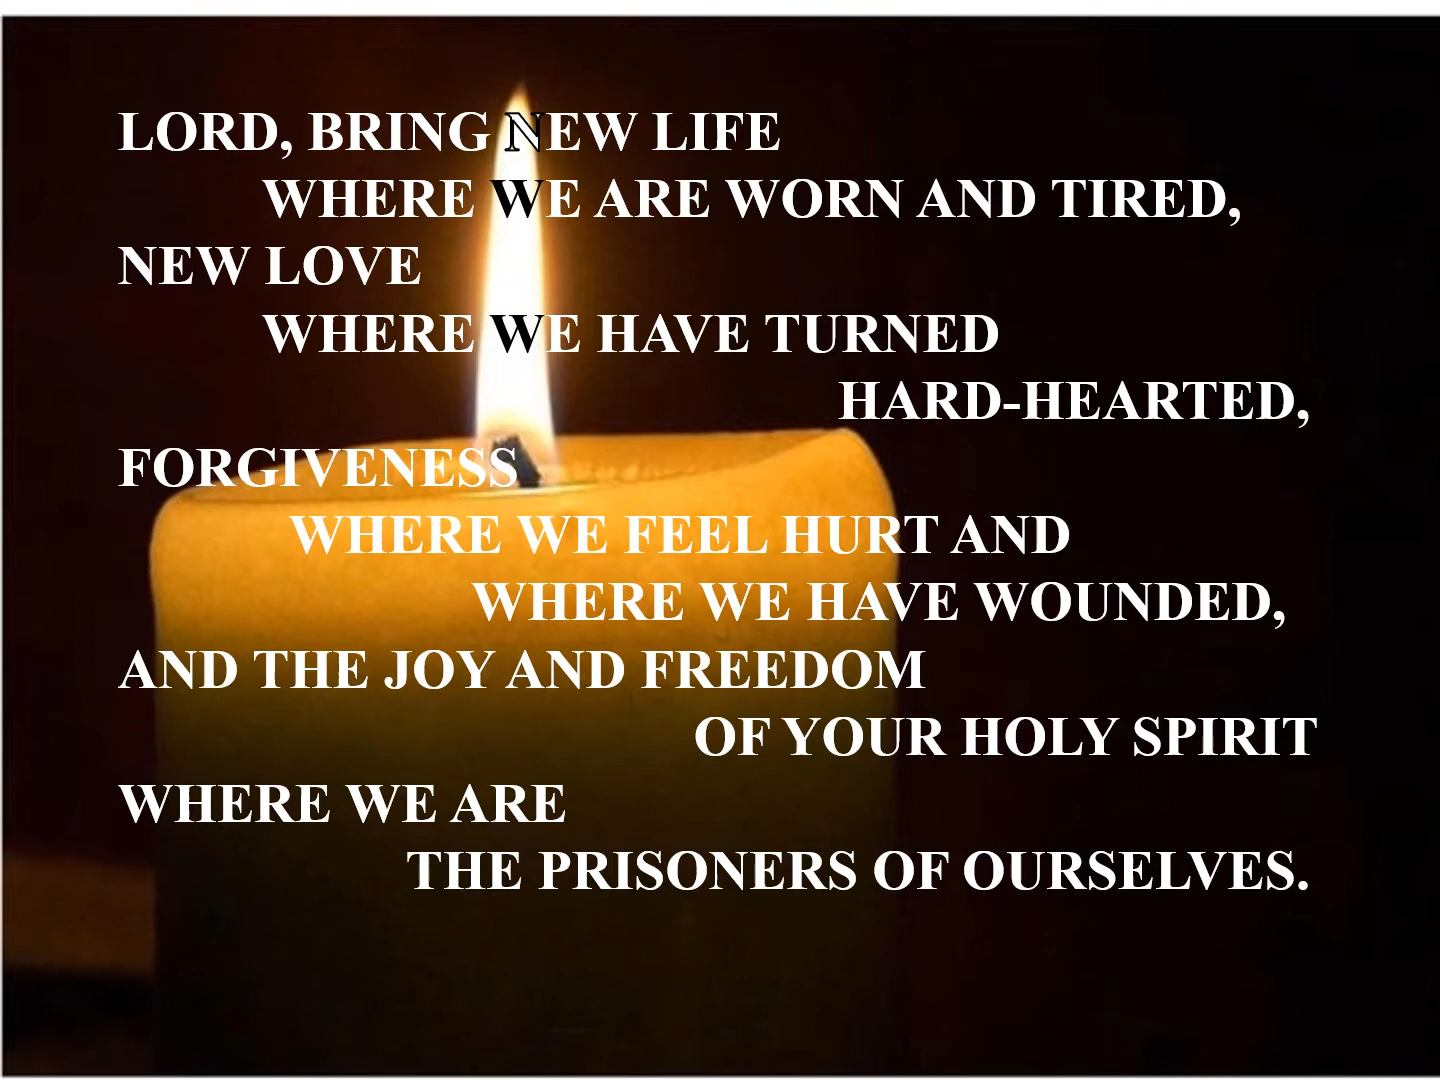 LORD, BRING NEW LIFE
WHERE WE ARE WORN AND TIRED,
NEW LOVE
WHERE WE HAVE TURNED
HARD-HEARTED,
FORGIVENESS
WHERE WE FEEL HURT AND
WHERE WE HAVE WOUNDED,
AND THE JOY AND FREEDOM
OF YOUR HOLY SPIRIT
WHERE WE ARE
THE PRISONERS OF OURSELVES.